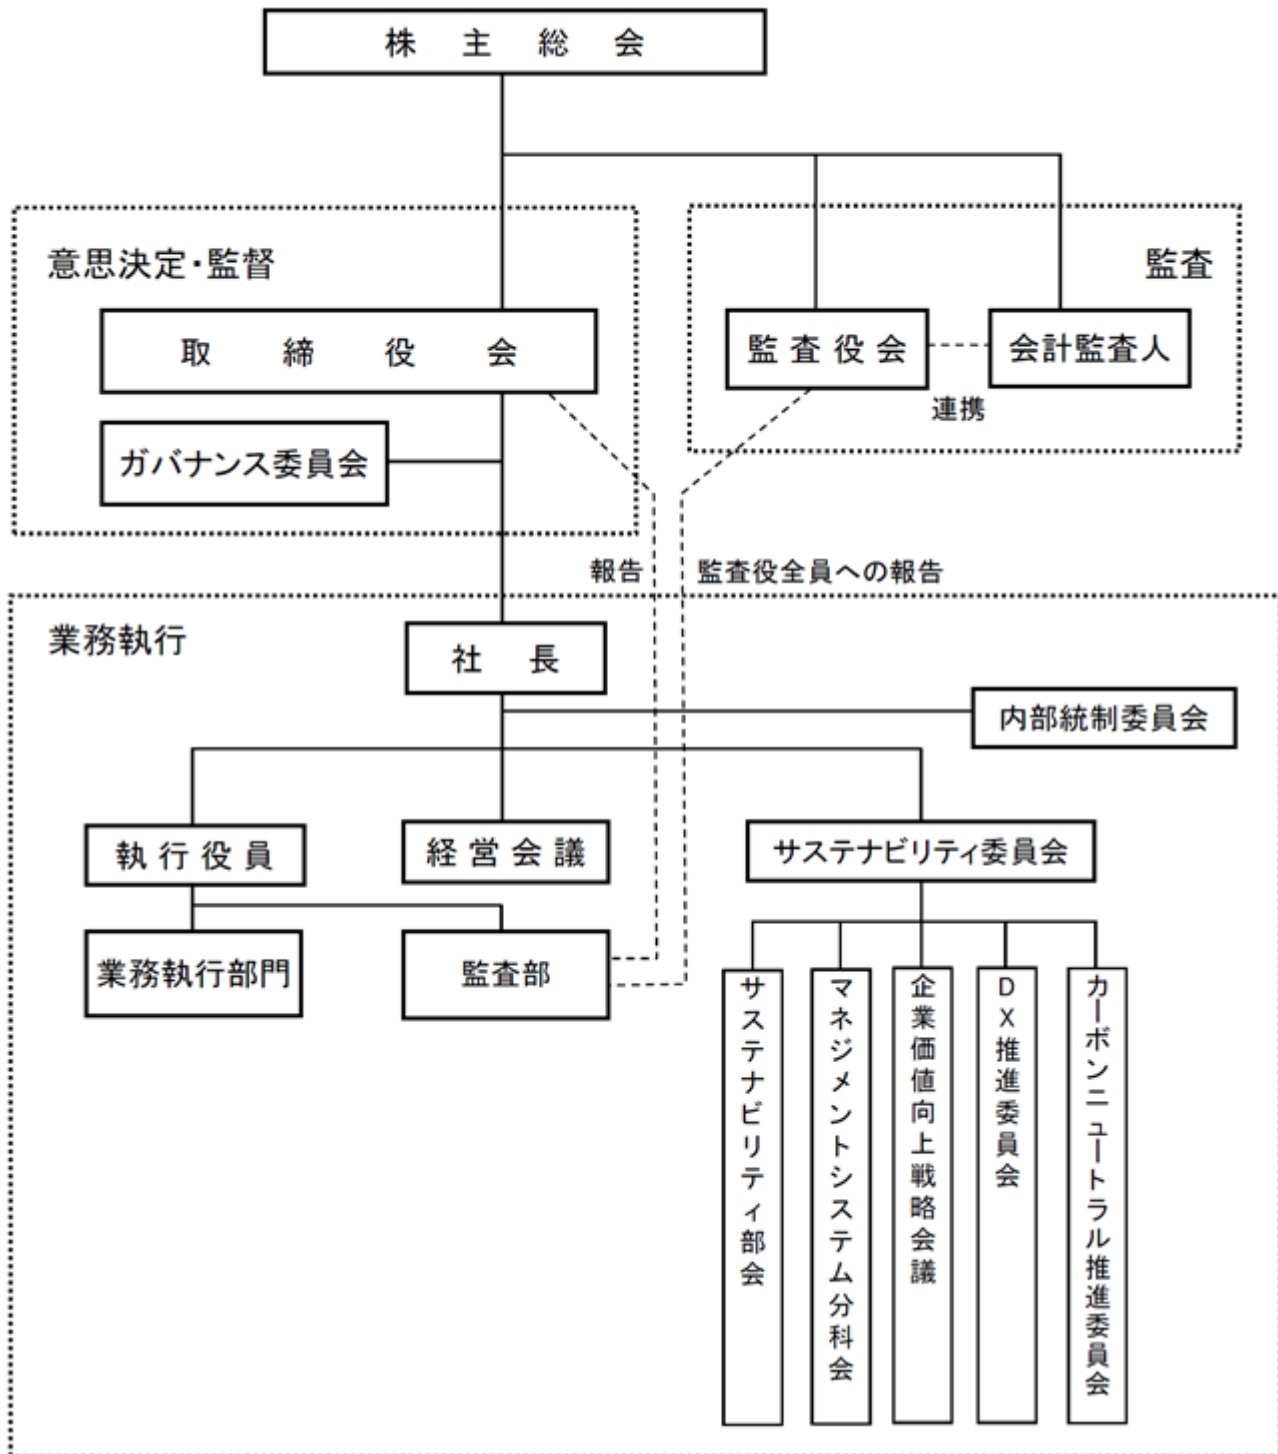 株主総会
意思決定・監督
監査
取締役会
監査役会
会計監査人
連携
ガバナンス委員会
報告
監査役全員への報告
業務執行
社長
内部統制委員会
執行役員
経営会議
サステナビリティ委員会
業務執行部門
監査部
サステナビリティ部会
マネジメントシステム分科会
企業価値向上戦略会議
DX推進委員会
カーボンニュートラル推進委員会